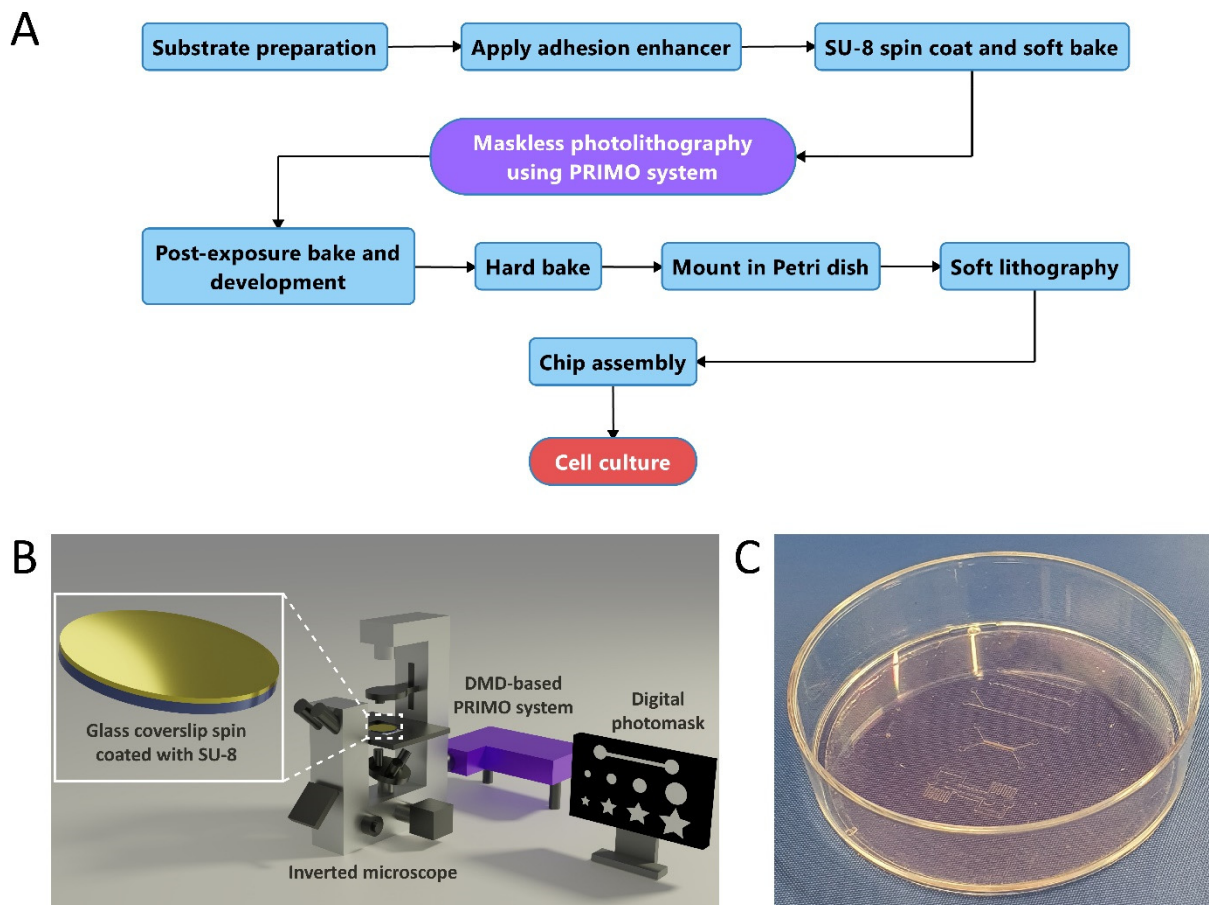 A
Substrate preparation
Apply adhesion enhancer
SU-8 spin coat and soft bake
Maskless photolithography
using PRIMO system
Post-exposure bake and
development
Hard bake
Mount in Petri dish
Soft lithography
Chip assembly
Cell culture
B
Glass coverslip spin
coated with SU-8
DMD-based
PRIMO system
Digital
photomask
Inverted microscope
C